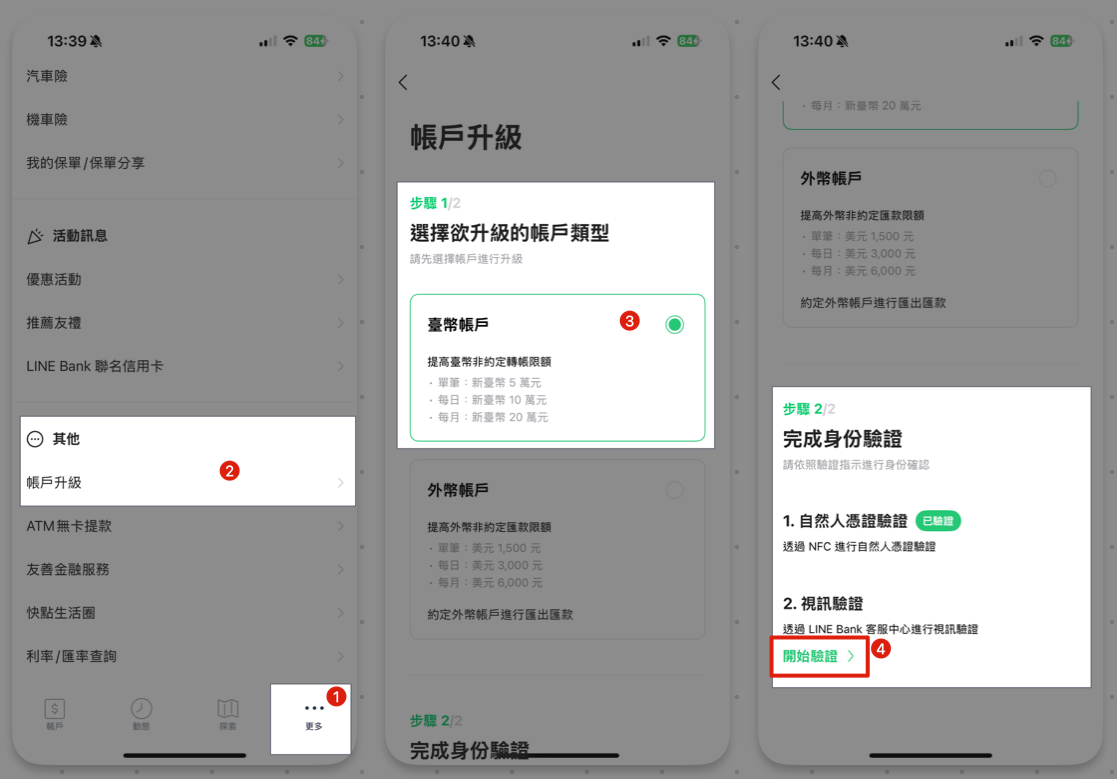 13:39
84
汽車險
機車險
我的保單/保單分享
活動訊息
優惠活動
推薦友禮
LINE Bank 聯名信用卡
其他
2
帳戶升級
ATM無卡提款
友善金融服務
快點生活圈
利率/匯率查詢
帳戶
動態
探索
更多
1
13:40
84
帳戶升級
步驟 1/2
選擇欲升級的帳戶類型
請先選擇帳戶進行升級
臺幣帳戶
3
提高臺幣非約定轉帳限額
・單筆：新臺幣 5 萬元
・每日：新臺幣 10 萬元
・每月：新臺幣 20 萬元
外幣帳戶
提高外幣非約定匯款限額
・單筆：美元 1,500 元
・每日：美元 3,000 元
・每月：美元 6,000 元
約定外幣帳戶進行匯出匯款
步驟 2/2
完成身份驗證
13:40
84
・每月：新臺幣 20 萬元
外幣帳戶
提高外幣非約定匯款限額
・單筆：美元 1,500 元
・每日：美元 3,000 元
・每月：美元 6,000 元
約定外幣帳戶進行匯出匯款
步驟 2/2
完成身份驗證
請依照驗證指示進行身份確認
1. 自然人憑證驗證 已驗證
透過 NFC 進行自然人憑證驗證
2. 視訊驗證
透過 LINE Bank 客服中心進行視訊驗證
開始驗證
4